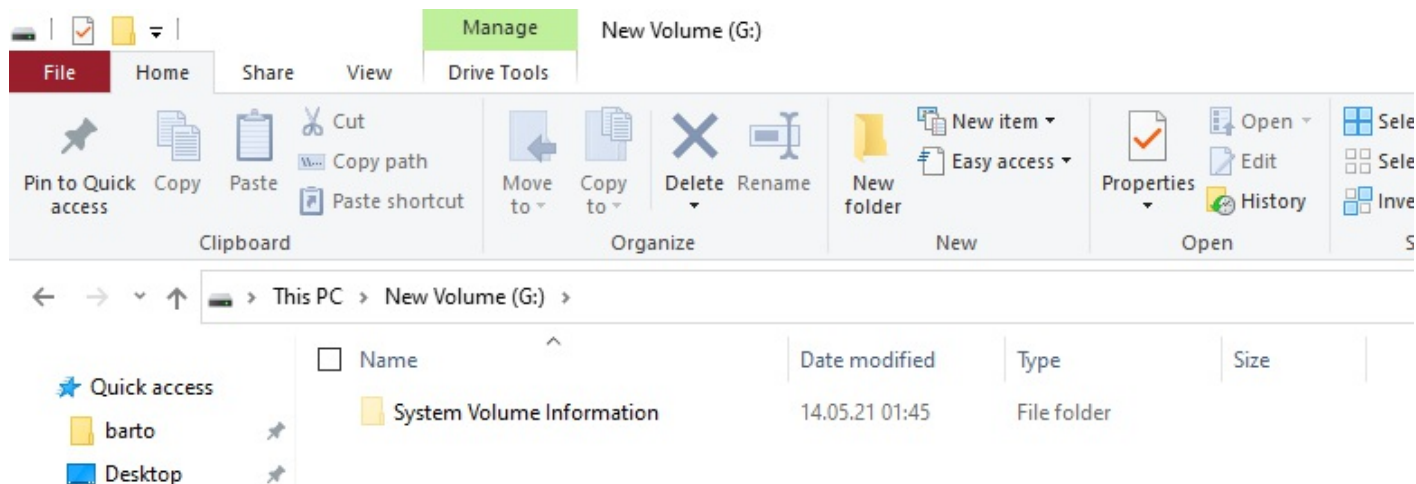 Manage New Volume (G:)
File Home Share View Drive Tools
Pin to Quick access
Copy
Paste
Cut
Copy path
Paste shortcut
Clipboard
Move to
Copy to
Delete
Rename
Organize
New folder
New item
Easy access
New
Properties
Open
Edit
History
Open
Sele
Sele
Inve
S
This PC New Volume (G:)
Name Date modified Type Size
Quick access
System Volume Information 14.05.21 01:45 File folder
barto
Desktop